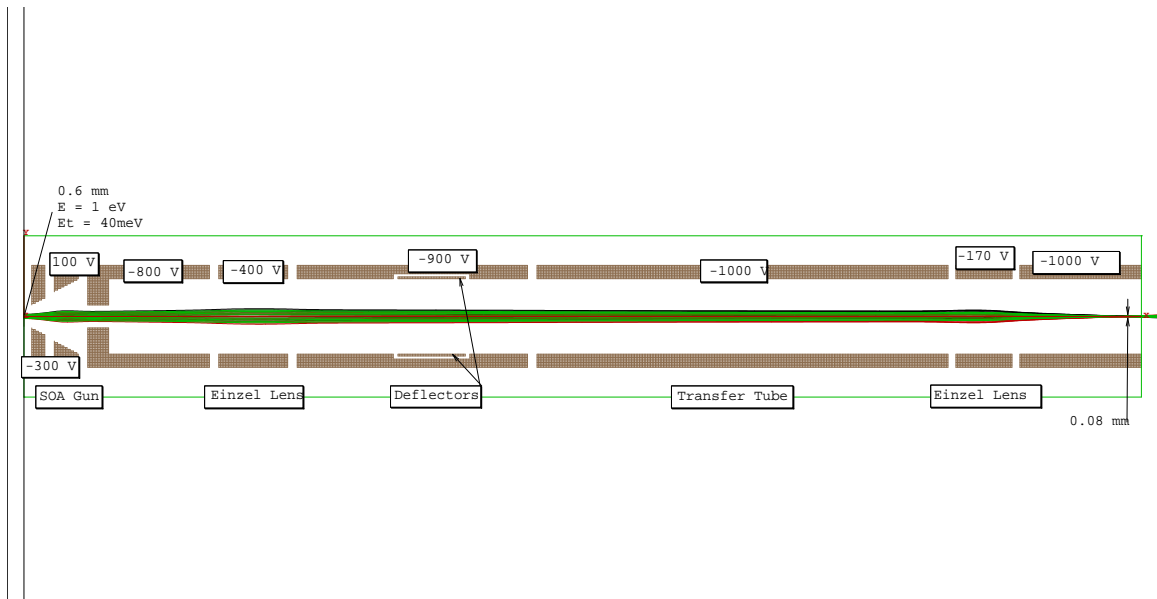 0.6 mm
E = 1 eV
Et = 40meV
Y
100 V
-800 V
-400 V
-900 V
-1000 V
-170 V
-1000 V
x
-300 V
SOA Gun
Einzel Lens
Deflectors
Transfer Tube
Einzel Lens
0.08 mm